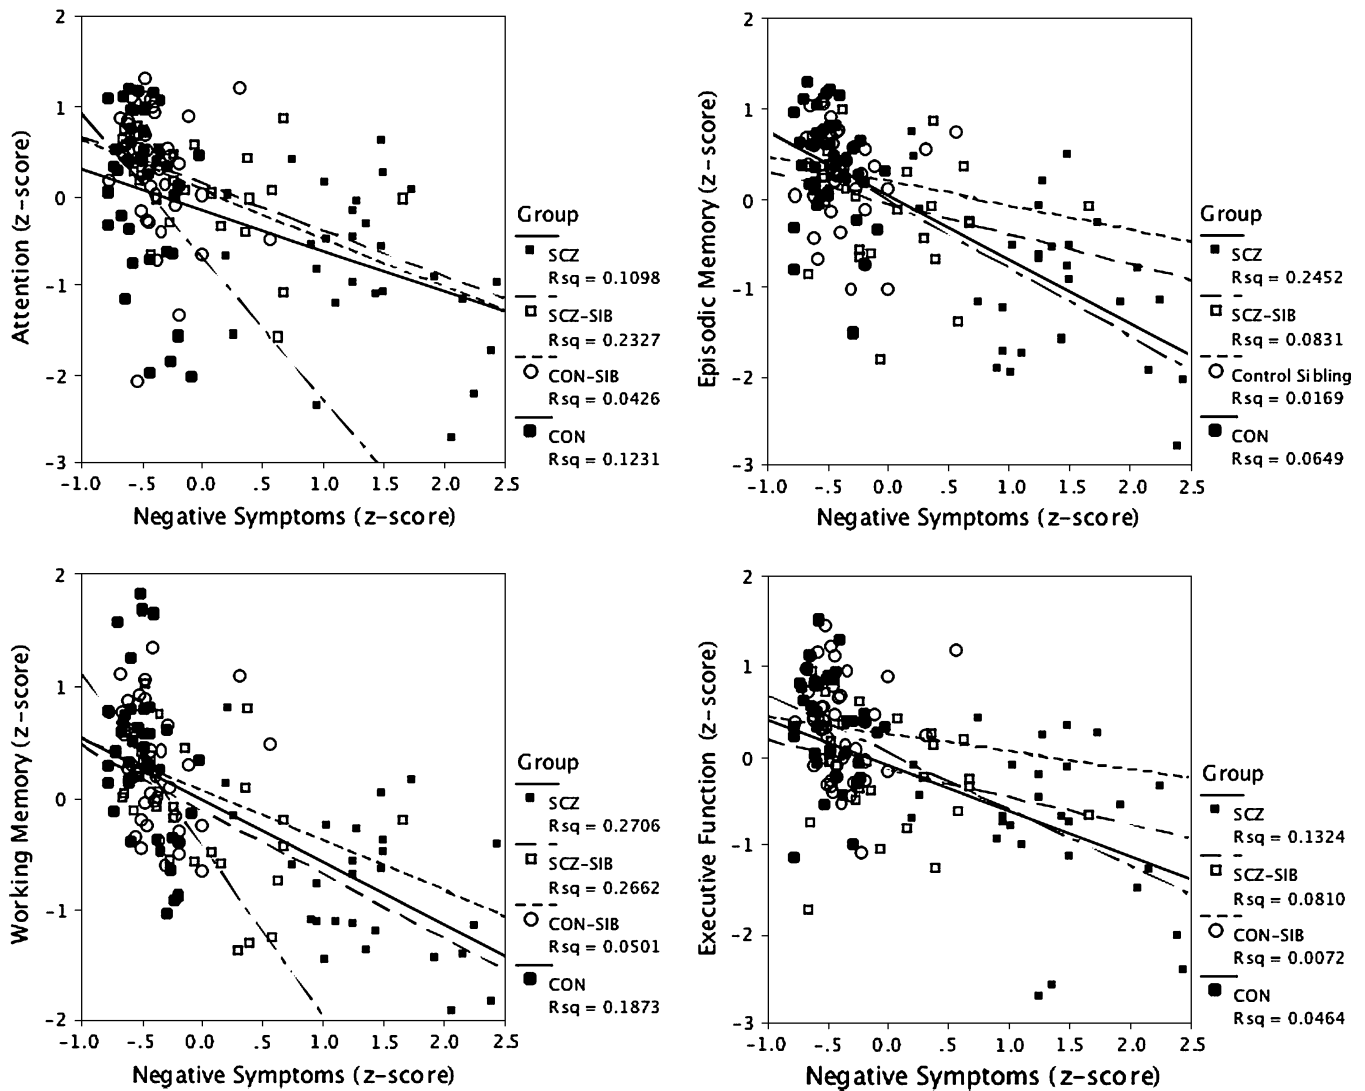 2
1
0
-1
-2
-3
Attention (z-score)
-1.0
-.5
0.0
.5
1.0
1.5
2.0
2.5
Negative Symptoms (z-score)
Group
SCZ
Rsq = 0.1098
SCZ-SIB
Rsq = 0.2327
CON-SIB
Rsq = 0.0426
CON
Rsq = 0.1231
2
1
0
-1
-2
-3
Episodic Memory (z-score)
-1.0
-.5
0.0
.5
1.0
1.5
2.0
2.5
Negative Symptoms (z-score)
Group
SCZ
Rsq = 0.2452
SCZ-SIB
Rsq = 0.0831
Control Sibling
Rsq = 0.0169
CON
Rsq = 0.0649
2
1
0
-1
-2
Working Memory (z-score)
-1.0
-.5
0.0
.5
1.0
1.5
2.0
2.5
Negative Symptoms (z-score)
Group
SCZ
Rsq = 0.2706
SCZ-SIB
Rsq = 0.2662
CON-SIB
Rsq = 0.0501
CON
Rsq = 0.1873
2
1
0
-1
-2
-3
Executive Function (z-score)
-1.0
-.5
0.0
.5
1.0
1.5
2.0
2.5
Negative Symptoms (z-score)
Group
SCZ
Rsq = 0.1324
SCZ-SIB
Rsq = 0.0810
CON-SIB
Rsq = 0.0072
CON
Rsq = 0.0464